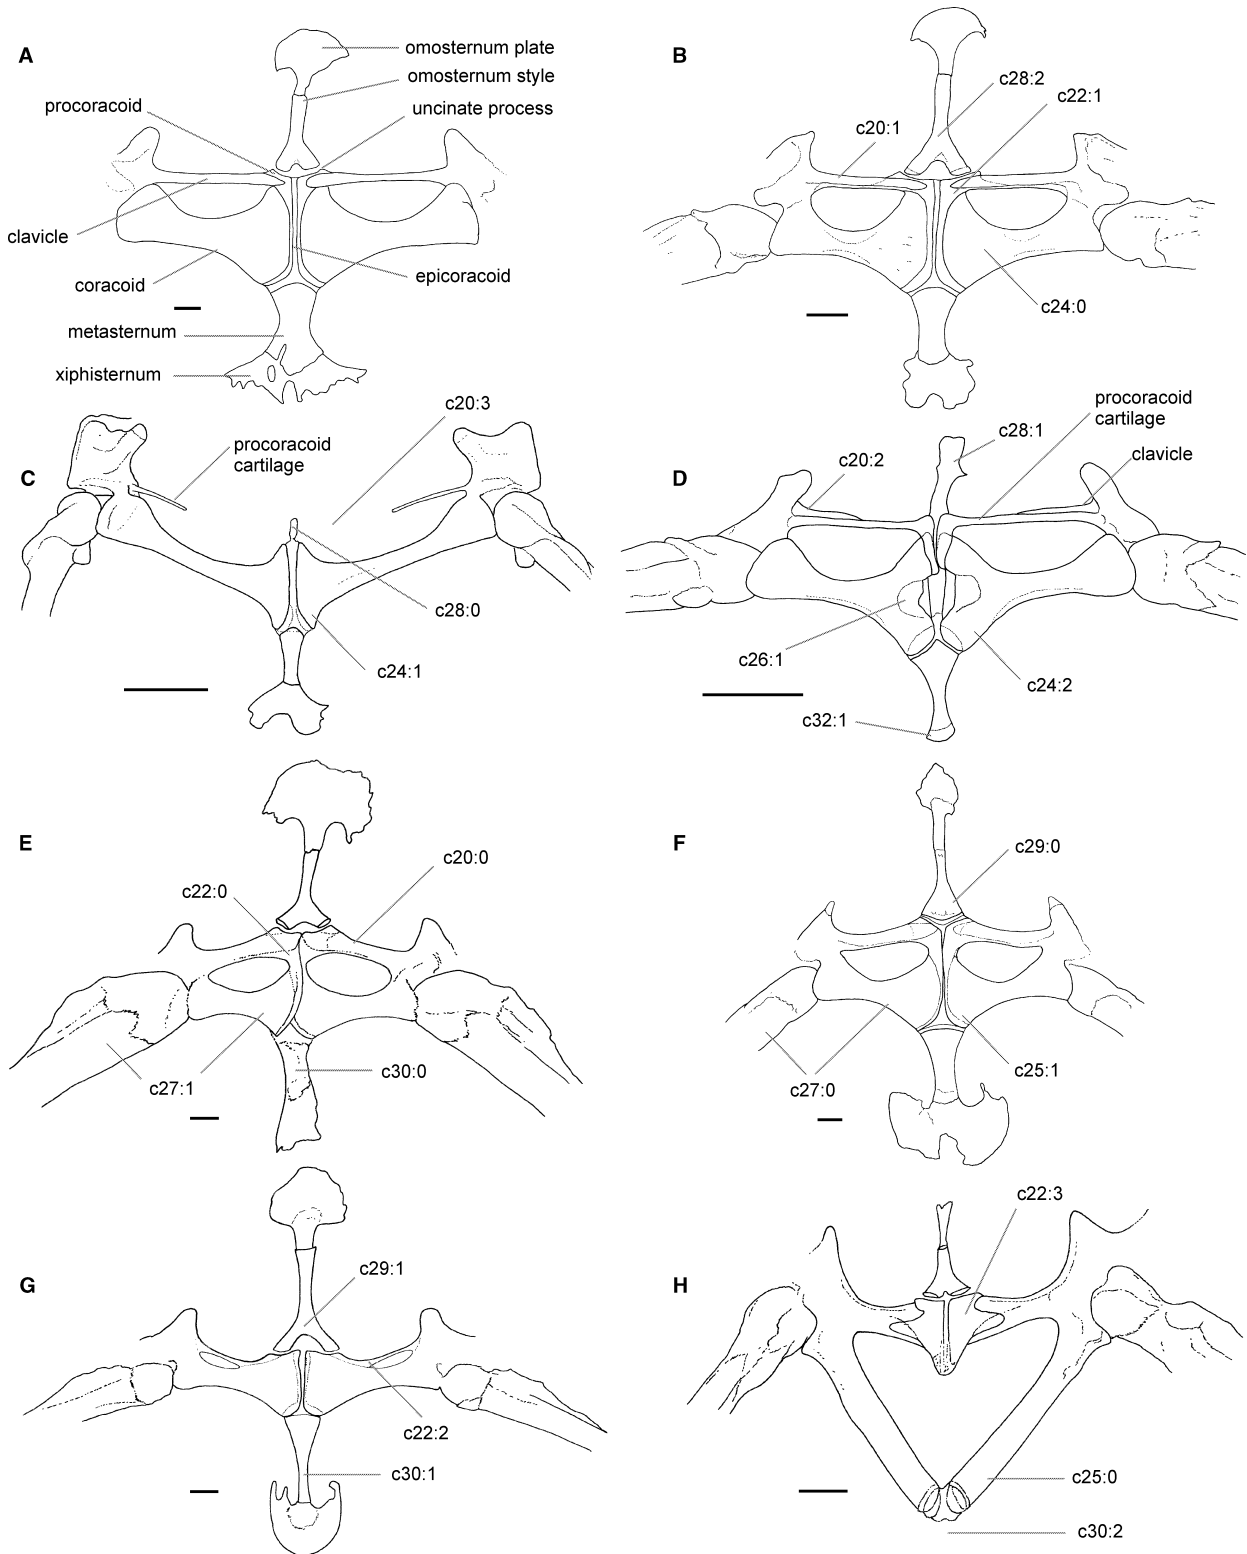 A
omosternum plate
omosternum style
procoracoid
uncinate process
clavicle
coracoid
epicoracoid
metasternum
xiphisternum
B
c28:2
c22:1
c20:1
c24:0
C
c20:3
procoracoid
cartilage
c28:0
c24:1
D
procoracoid
cartilage
c28:1
c20:2
clavicle
c26:1
c24:2
c32:1
E
c20:0
c22:0
c27:1
c30:0
F
c29:0
c25:1
c27:0
G
c29:1
c22:2
c30:1
H
c22:3
c25:0
c30:2